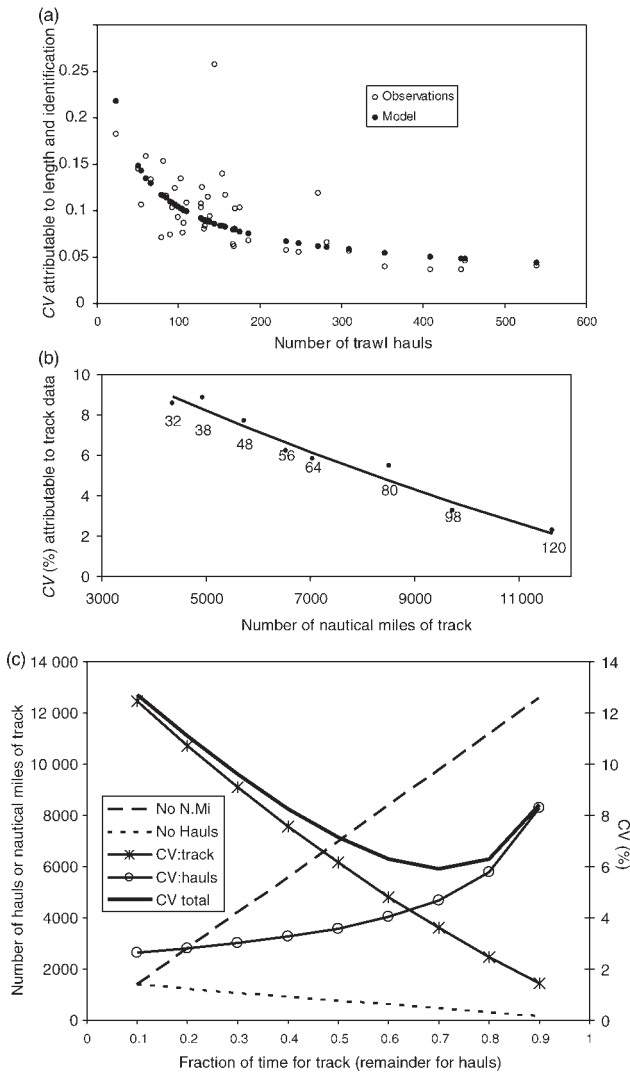 (a)
CV attributable to length and identification
0.25
0.2
0.15
0.1
0.05
0
Observations
Model
0 100 200 300 400 500 600
Number of trawl hauls
(b)
CV (%) attributable to track data
10
8
6
4
2
0
32 38 48 56 64 80 98 120
3000 5000 7000 9000 11 000
Number of nautical miles of track
(c)
Number of hauls or nautical miles of track
14 000
12 000
10 000
8000
6000
4000
2000
0
No N.Mi
No Hauls
CV:track
CV:hauls
CV total
14
12
10
8
6
4
2
0
CV (%)
0 0.1 0.2 0.3 0.4 0.5 0.6 0.7 0.8 0.9 1
Fraction of time for track (remainder for hauls)